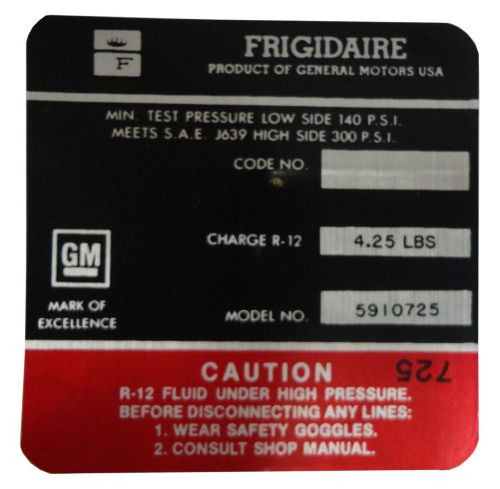 F
FRIGIDAIRE
PRODUCT OF GENERAL MOTORS USA
MIN. TEST PRESSURE LOW SIDE 140 P.S.I.
MEETS S.A.E. J639 HIGH SIDE 300 P.S.I.
CODE NO.
CHARGE R-12 4.25 LBS
GM
MARK OF
EXCELLENCE
MODEL NO. 5910725
725
CAUTION
R-12 FLUID UNDER HIGH PRESSURE.
BEFORE DISCONNECTING ANY LINES:
1. WEAR SAFETY GOGGLES.
2. CONSULT SHOP MANUAL.